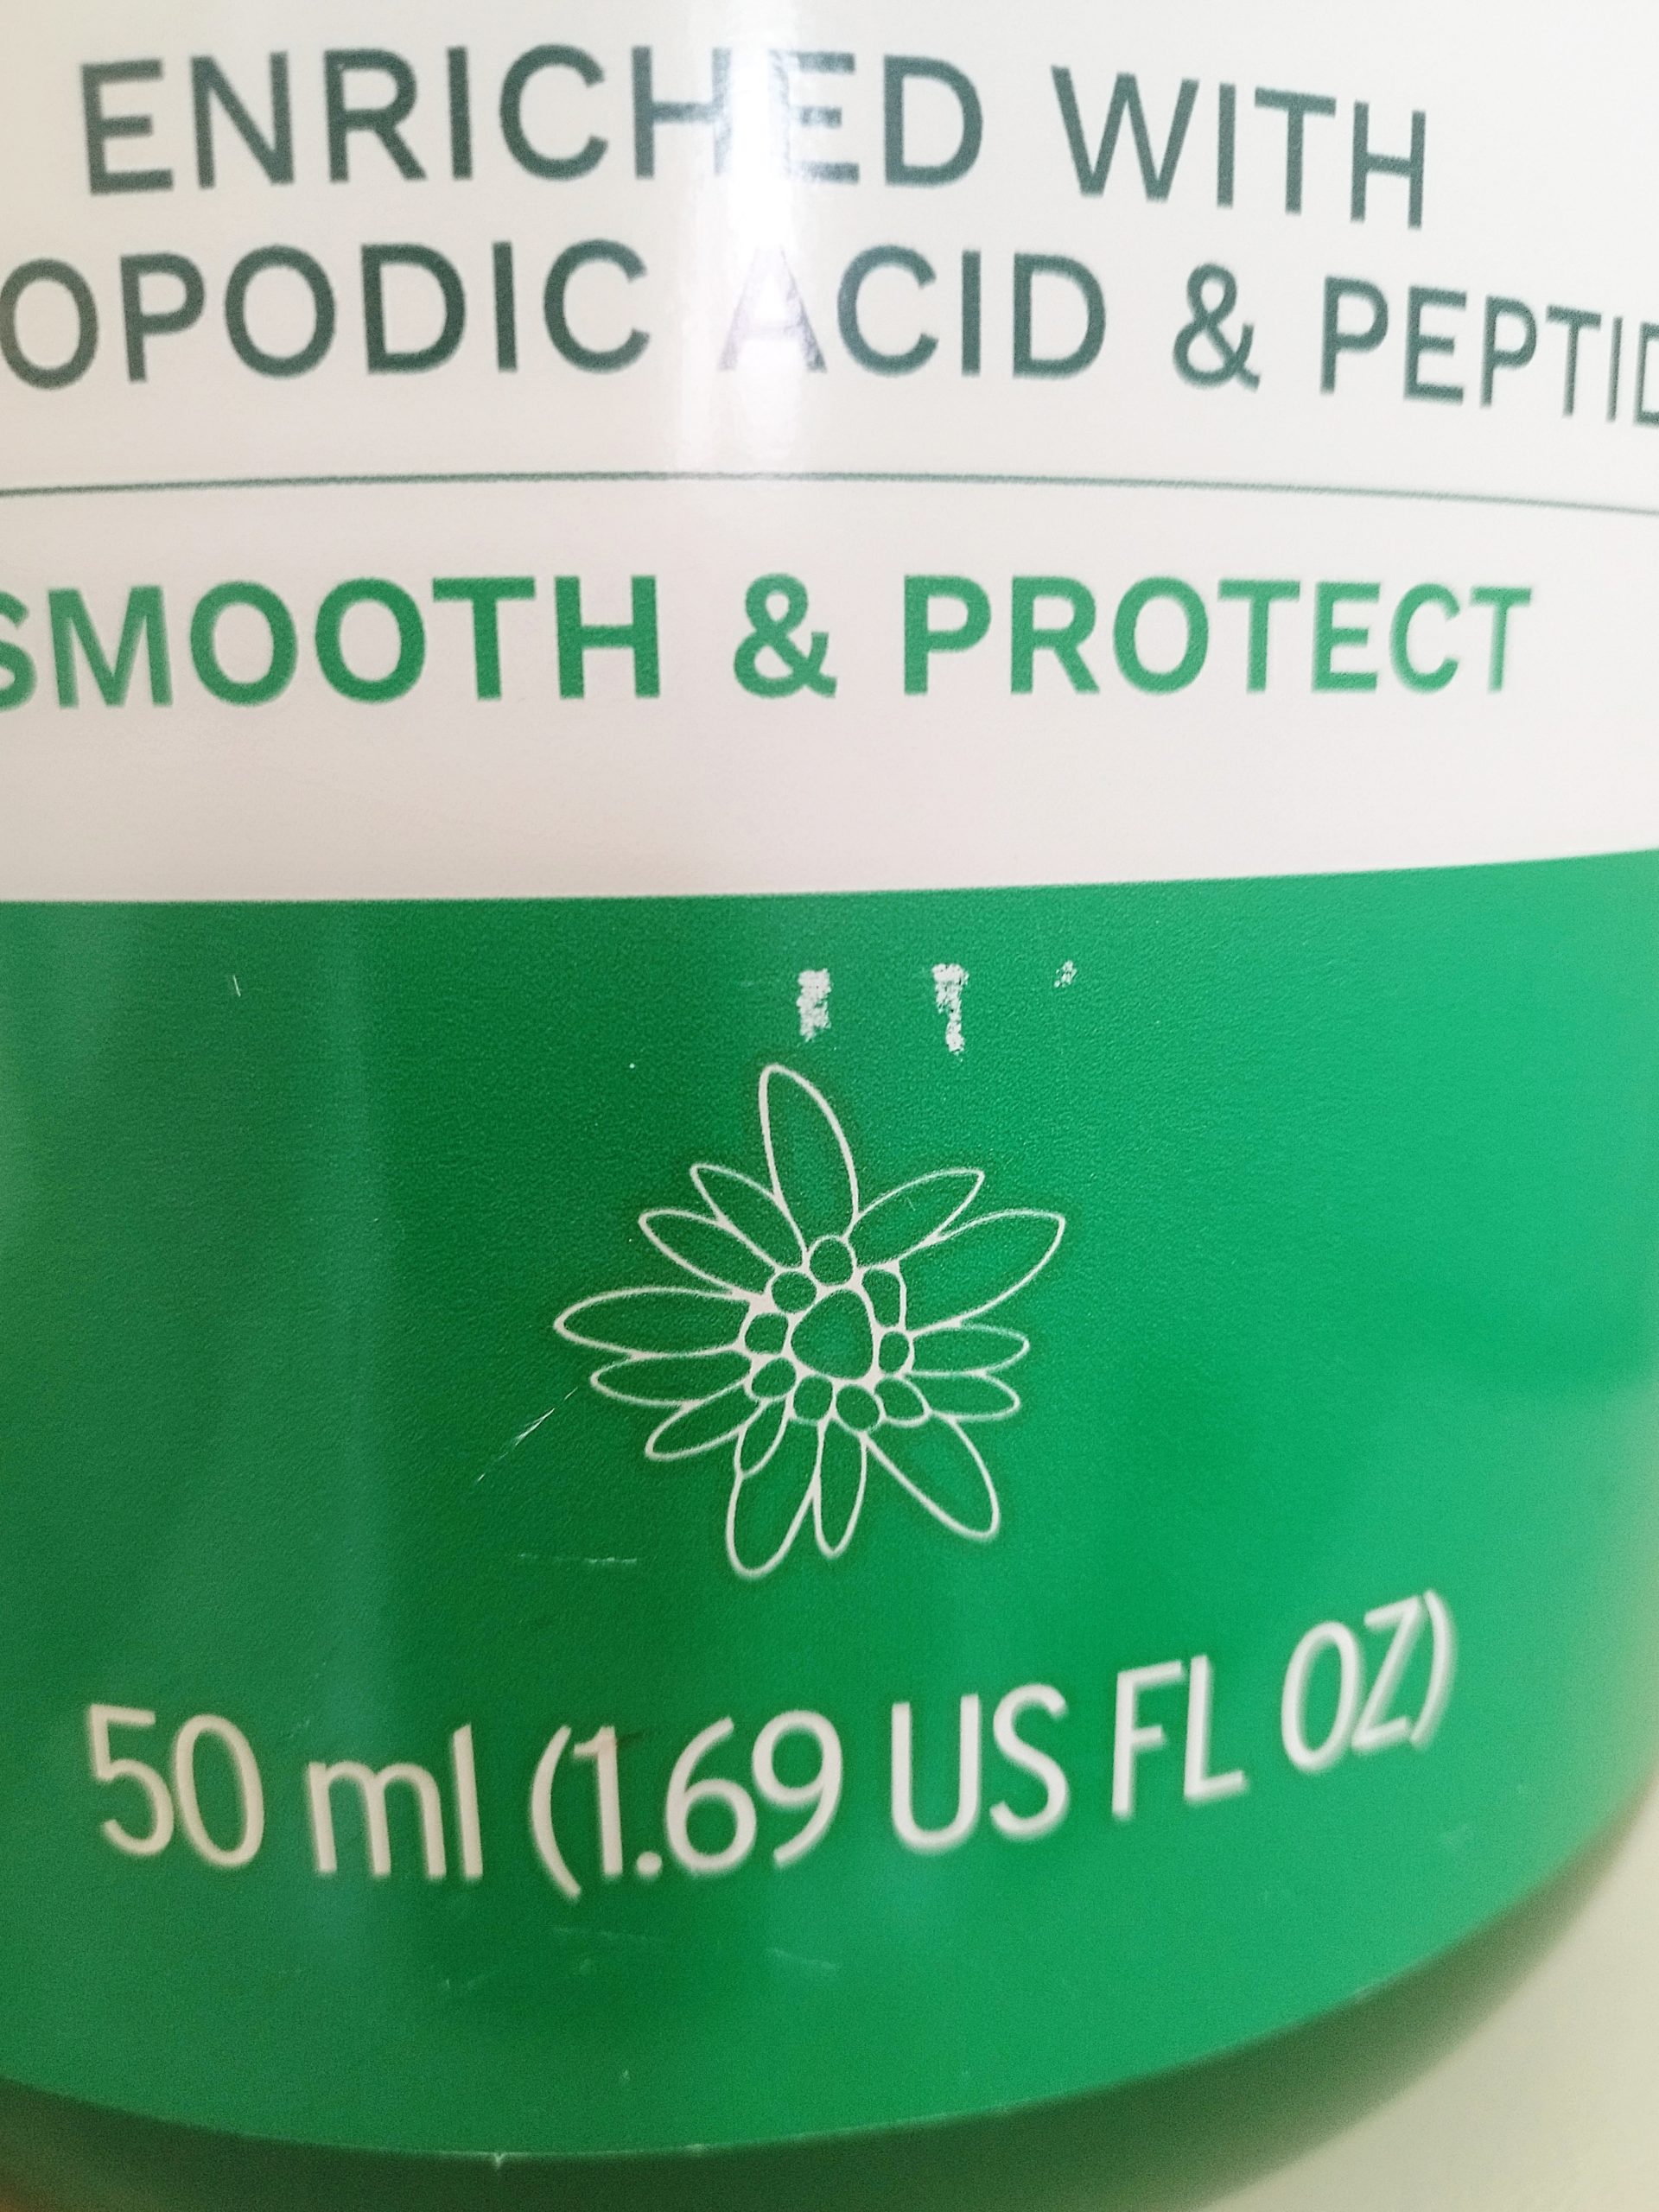 ENRICHED WITH
OPODIC ACID & PEPTID
SMOOTH & PROTECT
50 ml (1.69 US FL OZ)